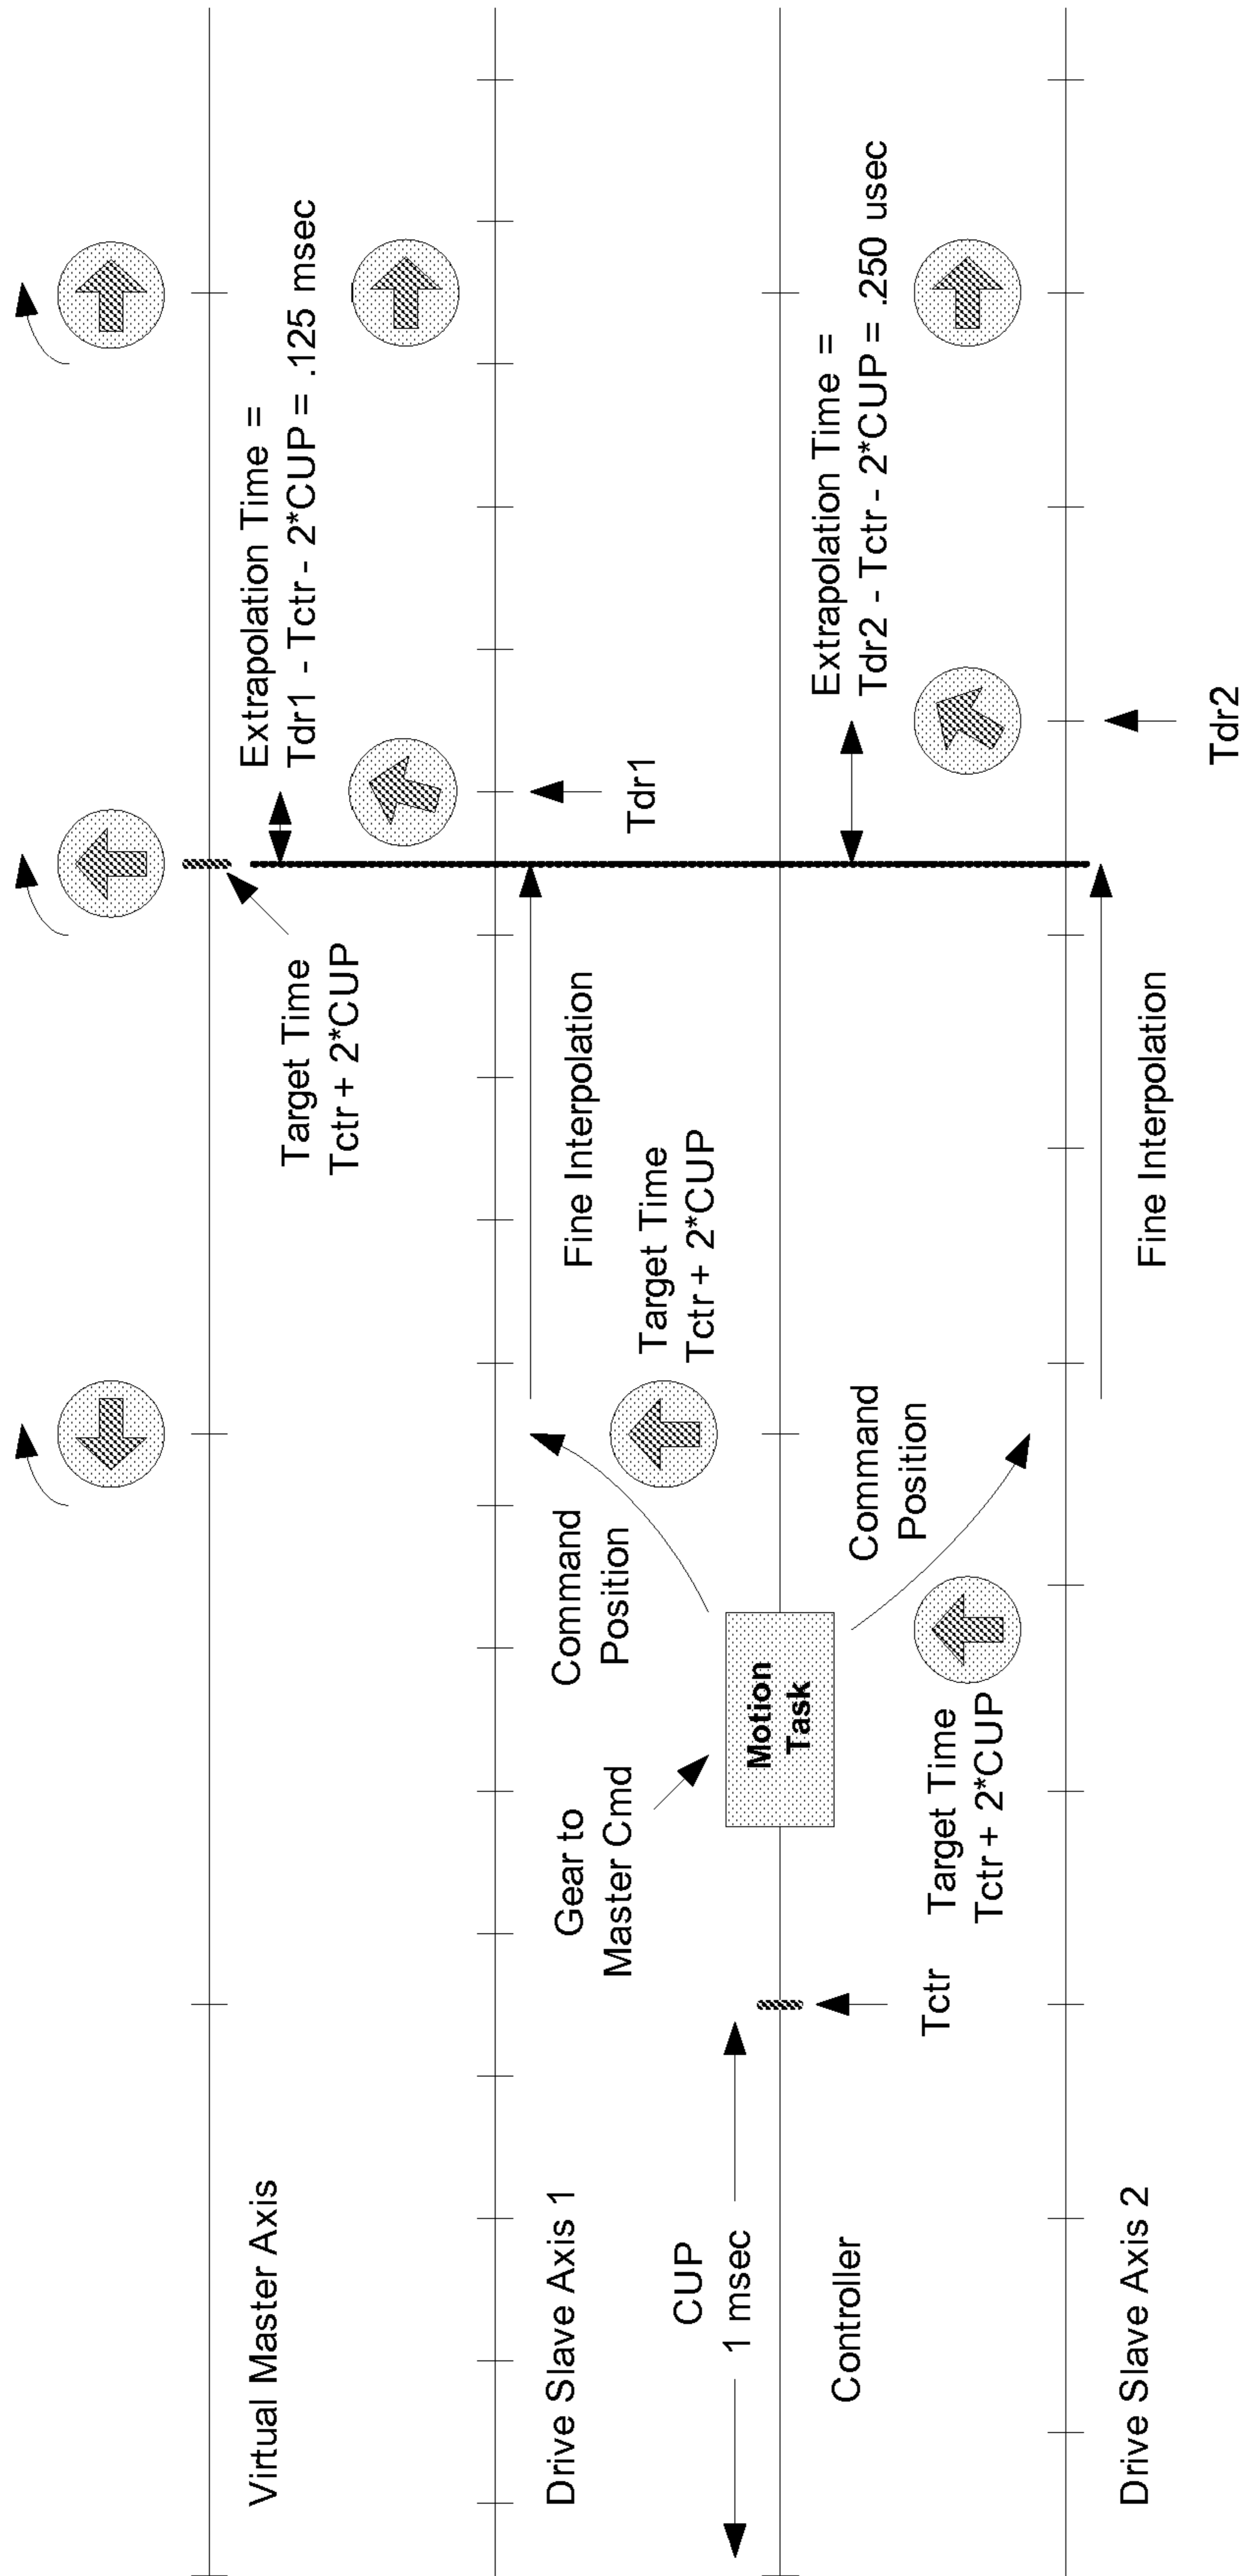 Virtual Master Axis
Target Time
Tctr + 2*CUP
Extrapolation Time =
Tdr1 - Tctr - 2*CUP = .125 msec
Drive Slave Axis 1
Gear to
Master Cmd
Command
Position
Fine Interpolation
Target Time
Tctr + 2*CUP
Tdr1
CUP
1 msec
Motion
Task
Controller
Tctr
Command
Position
Extrapolation Time =
Tdr2 - Tctr - 2*CUP = .250 usec
Target Time
Tctr + 2*CUP
Drive Slave Axis 2
Fine Interpolation
Tdr2